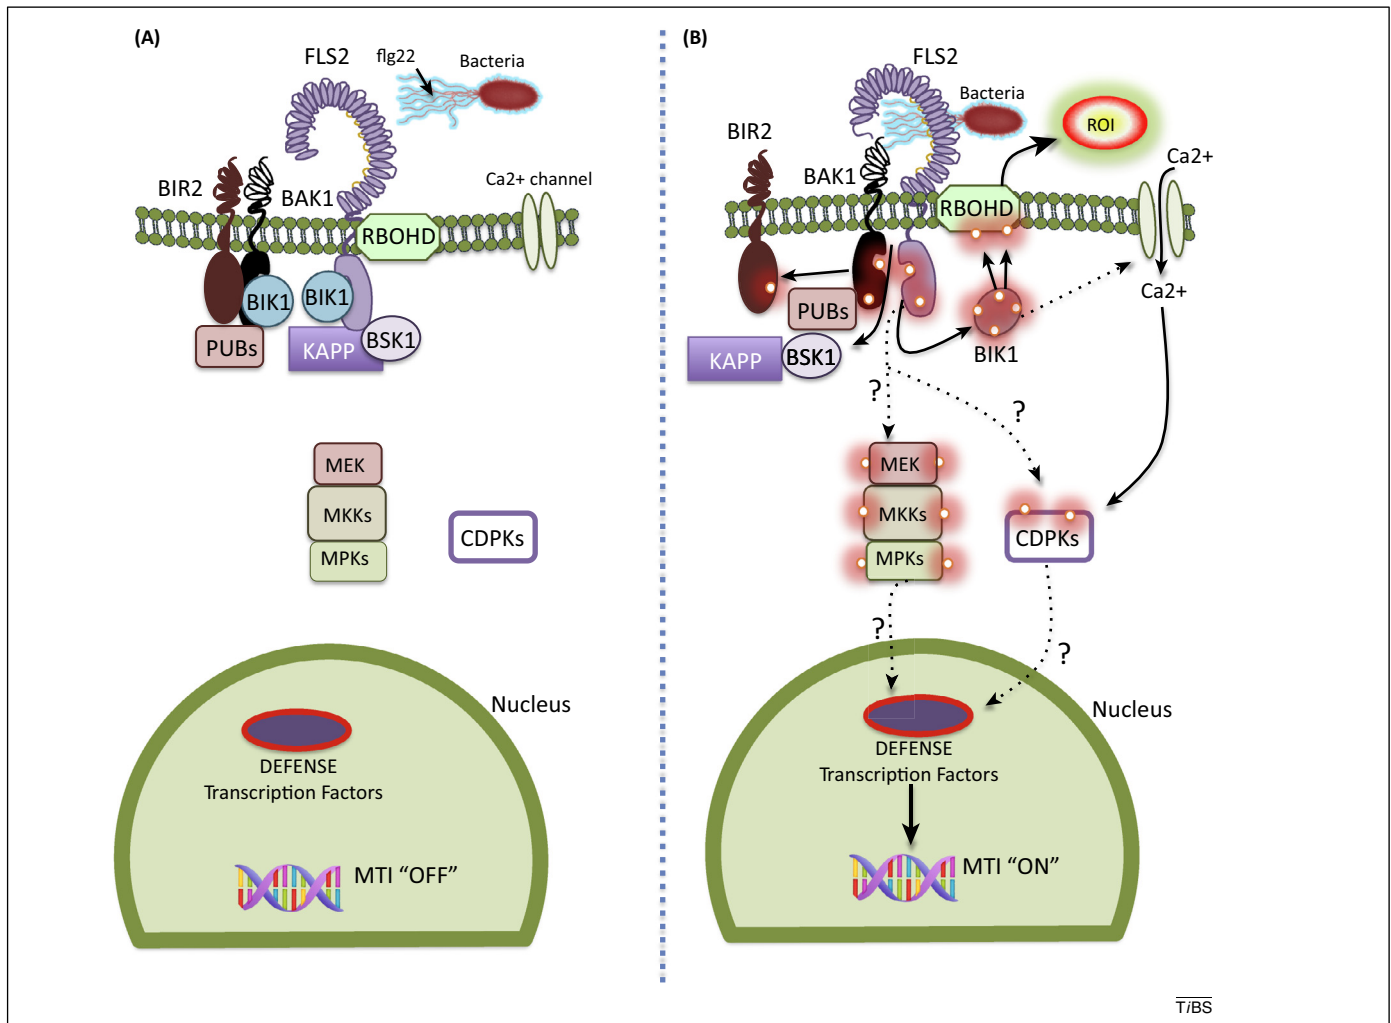 (A)
FLS2
flg22
Bacteria
BIR2
BAK1
Ca2+ channel
RBOHD
BIK1
BIK1
PUBs
KAPP
BSK1
MEK
MKKs
MPKs
CDPKs
Nucleus
DEFENSE
Transcription Factors
MTI “OFF”
(B)
FLS2
Bacteria
ROI
BIR2
BAK1
Ca2+
RBOHD
Ca2+
PUBs
KAPP
BSK1
BIK1
?
?
MEK
MKKs
MPKs
CDPKs
?
?
Nucleus
DEFENSE
Transcription Factors
MTI “ON”
TiBS